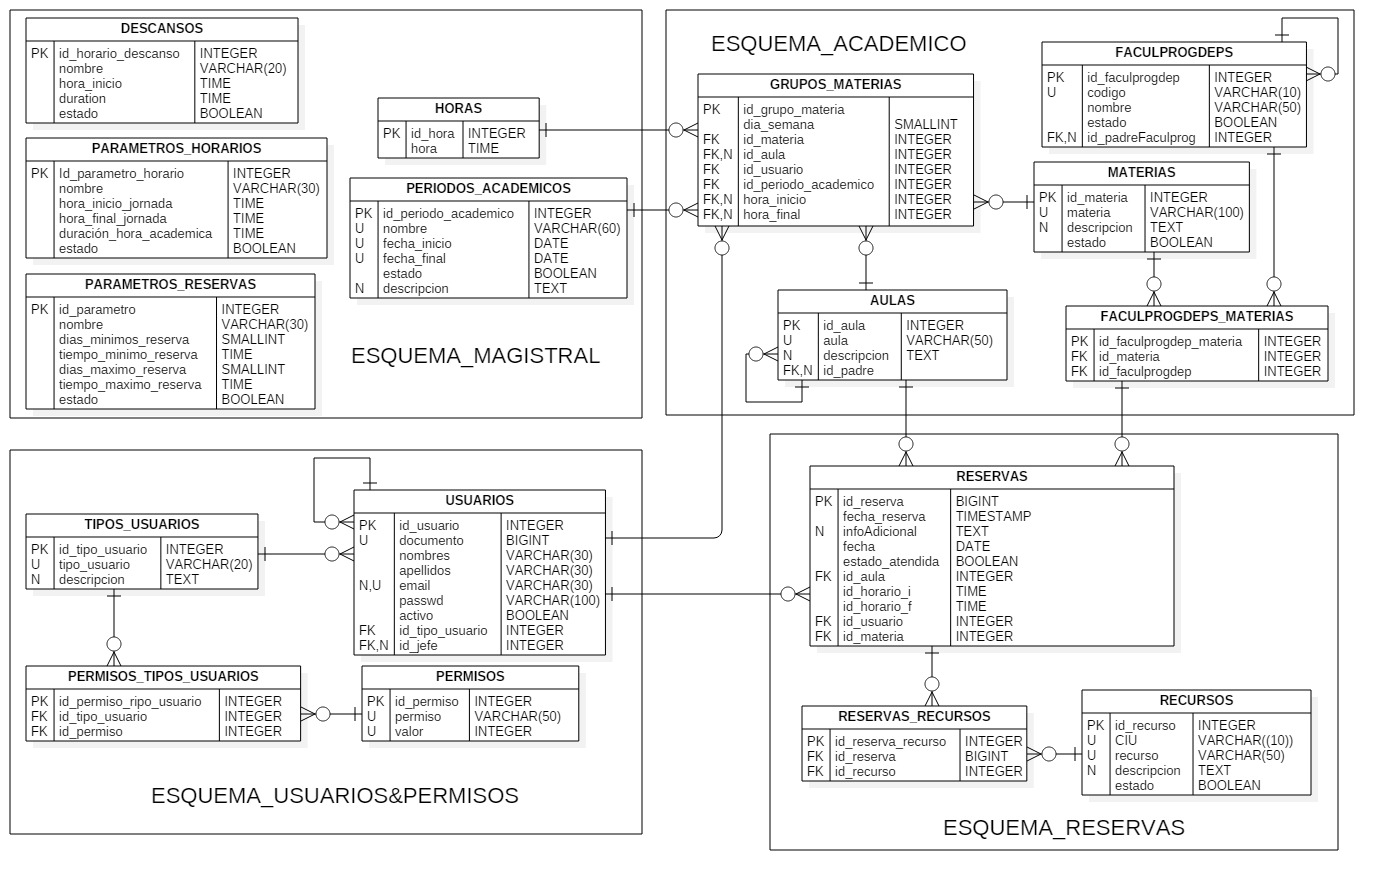 DESCANSOS
PK id_horario_descanso INTEGER
nombre VARCHAR(20)
hora_inicio TIME
duration TIME
estado BOOLEAN
PARAMETROS_HORARIOS
PK Id_parametro_horario INTEGER
nombre VARCHAR(30)
hora_inicio_jornada TIME
hora_final_jornada TIME
duración_hora_academica TIME
estado BOOLEAN
PARAMETROS_RESERVAS
PK id_parametro INTEGER
nombre VARCHAR(30)
dias_minimos_reserva SMALLINT
tiempo_minimo_reserva TIME
dias_maximo_reserva SMALLINT
tiempo_maximo_reserva TIME
estado BOOLEAN
HORAS
PK id_hora INTEGER
hora TIME
PERIODOS_ACADEMICOS
PK id_periodo_academico INTEGER
U nombre VARCHAR(60)
U fecha_inicio DATE
U fecha_final DATE
estado BOOLEAN
N descripcion TEXT
ESQUEMA_MAGISTRAL
ESQUEMA_ACADEMICO
GRUPOS_MATERIAS
PK id_grupo_materia
dia_semana SMALLINT
FK id_materia INTEGER
FK,N id_aula INTEGER
FK id_usuario INTEGER
FK id_periodo_academico INTEGER
FK,N hora_inicio INTEGER
FK,N hora_final INTEGER
FACULPROGDEPS
PK id_faculprogdep INTEGER
U codigo VARCHAR(10)
nombre VARCHAR(50)
estado BOOLEAN
FK,N id_padreFaculprog INTEGER
MATERIAS
PK id_materia INTEGER
U materia VARCHAR(100)
N descripcion TEXT
estado BOOLEAN
AULAS
PK id_aula INTEGER
U aula VARCHAR(50)
N descripcion TEXT
FK,N id_padre
FACULPROGDEPS_MATERIAS
PK id_faculprogdep_materia INTEGER
FK id_materia INTEGER
FK id_faculprogdep INTEGER
USUARIOS
PK id_usuario INTEGER
U documento BIGINT
nombres VARCHAR(30)
apellidos VARCHAR(30)
N,U email VARCHAR(30)
passwd VARCHAR(100)
activo BOOLEAN
FK id_tipo_usuario INTEGER
FK,N id_jefe INTEGER
TIPOS_USUARIOS
PK id_tipo_usuario INTEGER
U tipo_usuario VARCHAR(20)
N descripcion TEXT
PERMISOS_TIPOS_USUARIOS
PK id_permiso_ripo_usuario INTEGER
FK id_tipo_usuario INTEGER
FK id_permiso INTEGER
PERMISOS
PK id_permiso INTEGER
U permiso VARCHAR(50)
U valor INTEGER
ESQUEMA_USUARIOS&PERMISOS
RESERVAS
PK id_reserva BIGINT
fecha_reserva TIMESTAMP
N infoAdicional TEXT
fecha DATE
estado_atendida BOOLEAN
FK id_aula INTEGER
id_horario_i TIME
id_horario_f TIME
FK id_usuario INTEGER
FK id_materia INTEGER
RESERVAS_RECURSOS
PK id_reserva_recurso INTEGER
FK id_reserva BIGINT
FK id_recurso INTEGER
RECURSOS
PK id_recurso INTEGER
U CIU VARCHAR((10))
U recurso VARCHAR(50)
N descripcion TEXT
estado BOOLEAN
ESQUEMA_RESERVAS